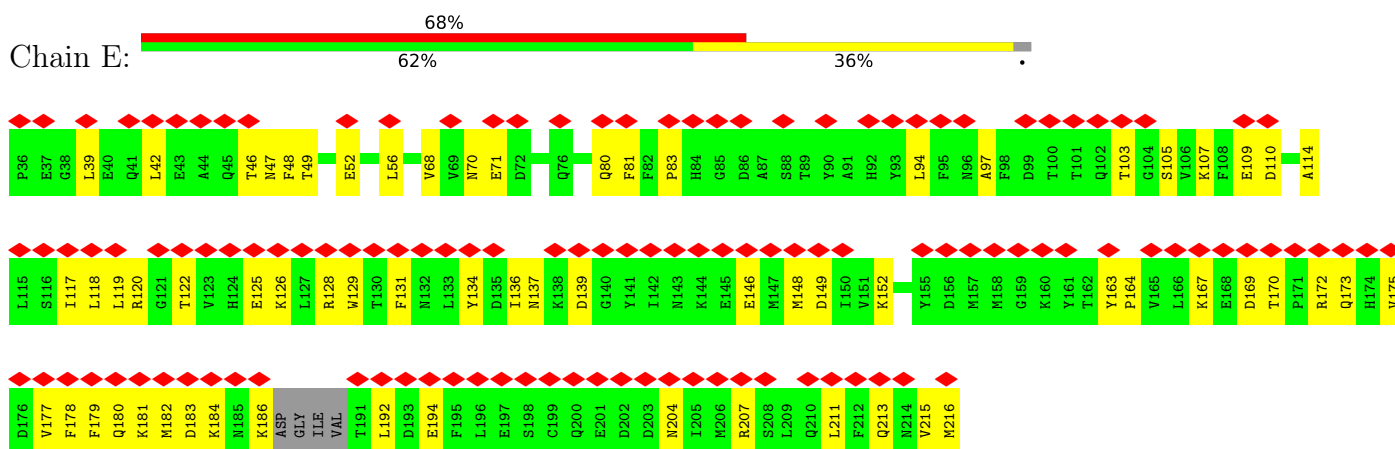 68%
Chain E:
62% 36% •
P36 E37 G38 L39 E40 Q41 L42 E43 A44 Q45 T46 N47 F48 T49 E52 L56 V68 V69 N70 E71 D72 Q76 Q80 F81 F82 P83 H84 G85 D86 A87 S88 T89 Y90 A91 H92 Y93 L94 F95 N96 A97 F98 D99 T100 T101 Q102 T103 G104 S105 V106 K107 F108 E109 D110 A114
L115 S116 I117 L118 L119 R120 G121 T122 V123 H124 E125 K126 L127 R128 W129 T130 F131 N132 L133 Y134 D135 I136 N137 K138 D139 G140 Y141 I142 N143 K144 E145 E146 M147 M148 D149 I150 V151 K152 Y155 D156 M157 M158 G159 K160 Y161 T162 Y163 P164 V165 L166 K167 E168 D169 T170 P171 R172 Q173 H174 V175
D176 V177 F178 F179 Q180 K181 M182 D183 K184 N185 K186 ASP GLY ILE VAL T191 L192 D193 E194 F195 L196 E197 S198 C199 Q200 E201 D202 D203 N204 I205 M206 R207 S208 L209 Q210 L211 F212 Q213 N214 V215 M216